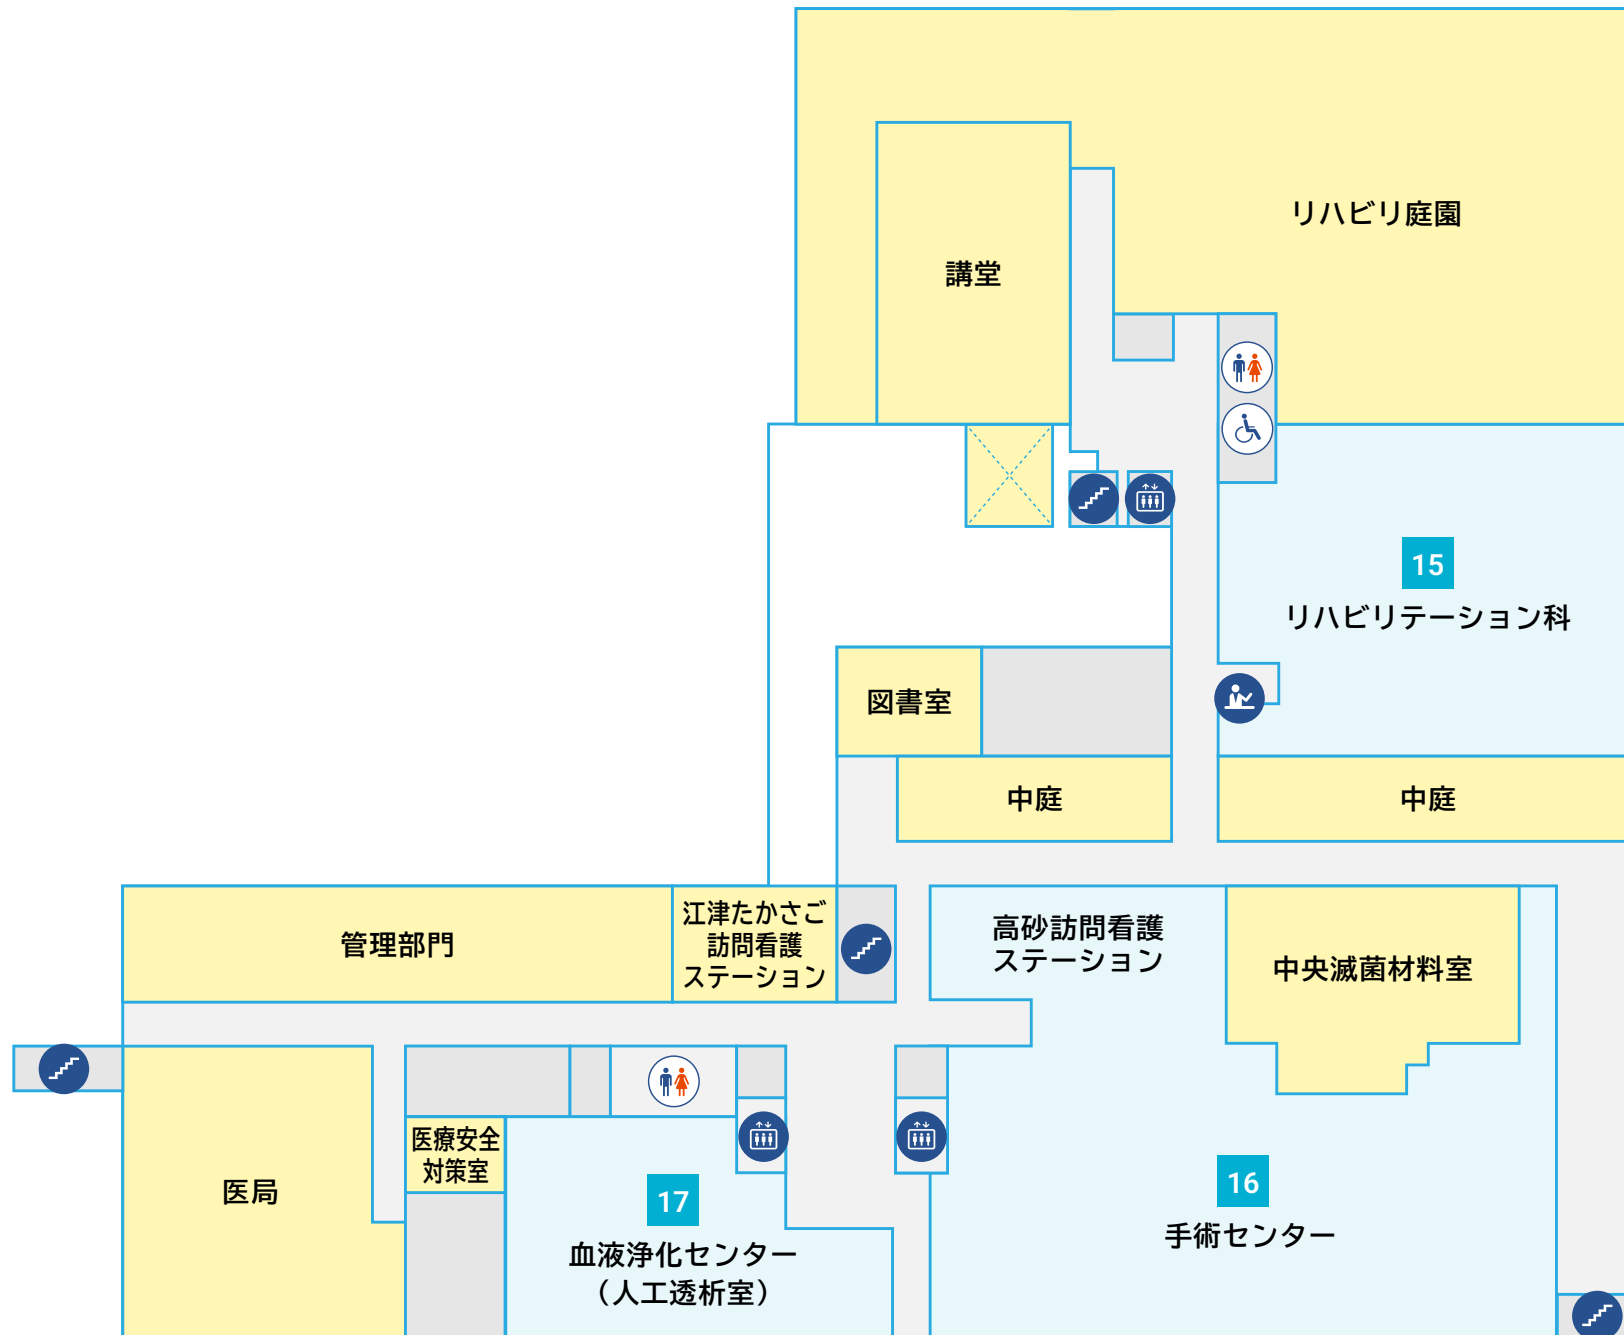 リハビリ庭園
講堂
15
リハビリテーション科
図書室
中庭
中庭
管理部門
江津たかさご
訪問看護
ステーション
高砂訪問看護
ステーション
中央滅菌材料室
医療安全
対策室
医局
17
血液浄化センター
（人工透析室）
16
手術センター